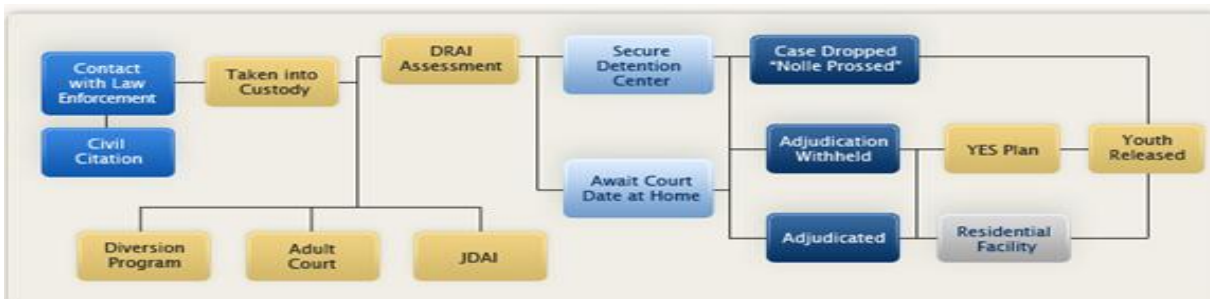 Contact
with Law
Enforcement
Civil
Citation
Taken into
Custody
DRAI
Assessment
Diversion
Program
Adult
Court
JDAI
Secure
Detention
Center
Await Court
Date at Home
Case Dropped
"Nolle Prossed"
Adjudication
Withheld
Adjudicated
YES Plan
Residential
Facility
Youth
Released